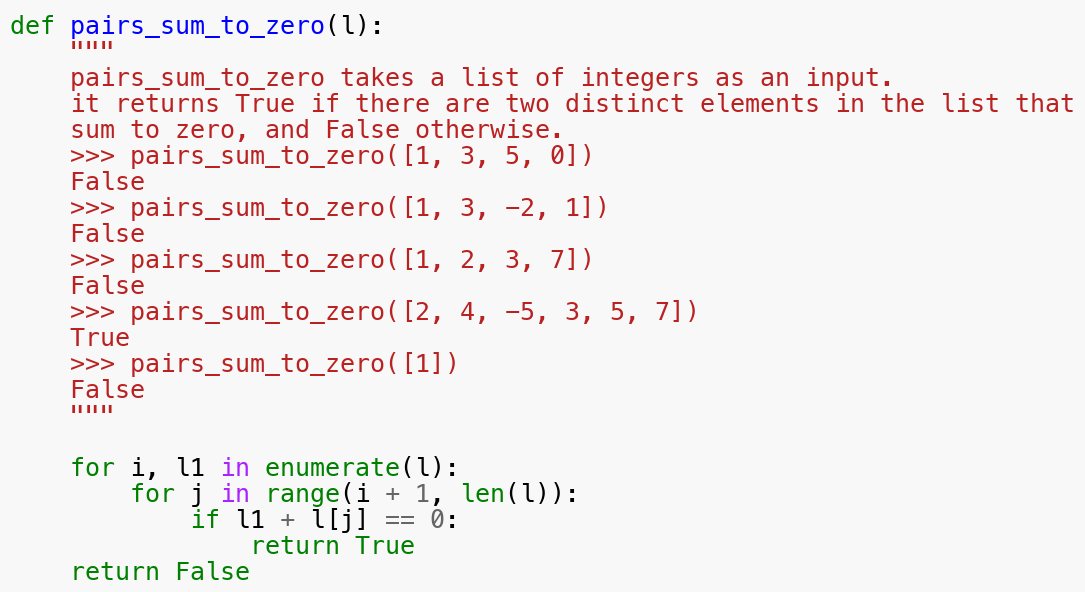 def pairs_sum_to_zero(l):
    """
    pairs_sum_to_zero takes a list of integers as an input.
    it returns True if there are two distinct elements in the list that
    sum to zero, and False otherwise.
    >>> pairs_sum_to_zero([1, 3, 5, 0])
    False
    >>> pairs_sum_to_zero([1, 3, -2, 1])
    False
    >>> pairs_sum_to_zero([1, 2, 3, 7])
    False
    >>> pairs_sum_to_zero([2, 4, -5, 3, 5, 7])
    True
    >>> pairs_sum_to_zero([1])
    False
    """

    for i, l1 in enumerate(l):
        for j in range(i + 1, len(l)):
            if l1 + l[j] == 0:
                return True
    return False